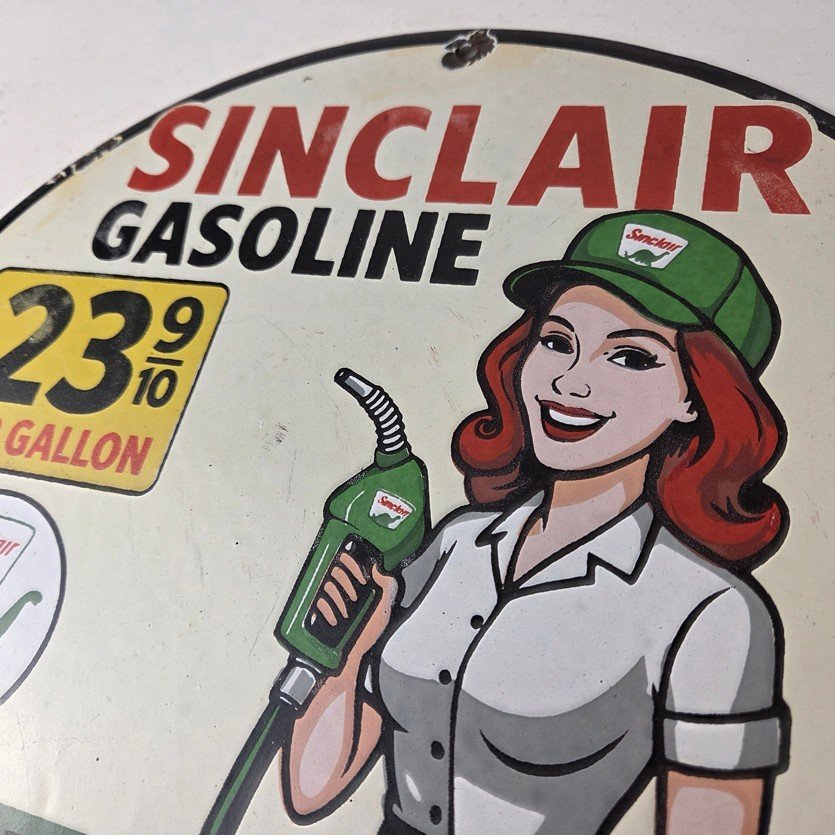 SINCLAIR
GASOLINE
Sinclair
23 9/10
GALLON
Sinclair